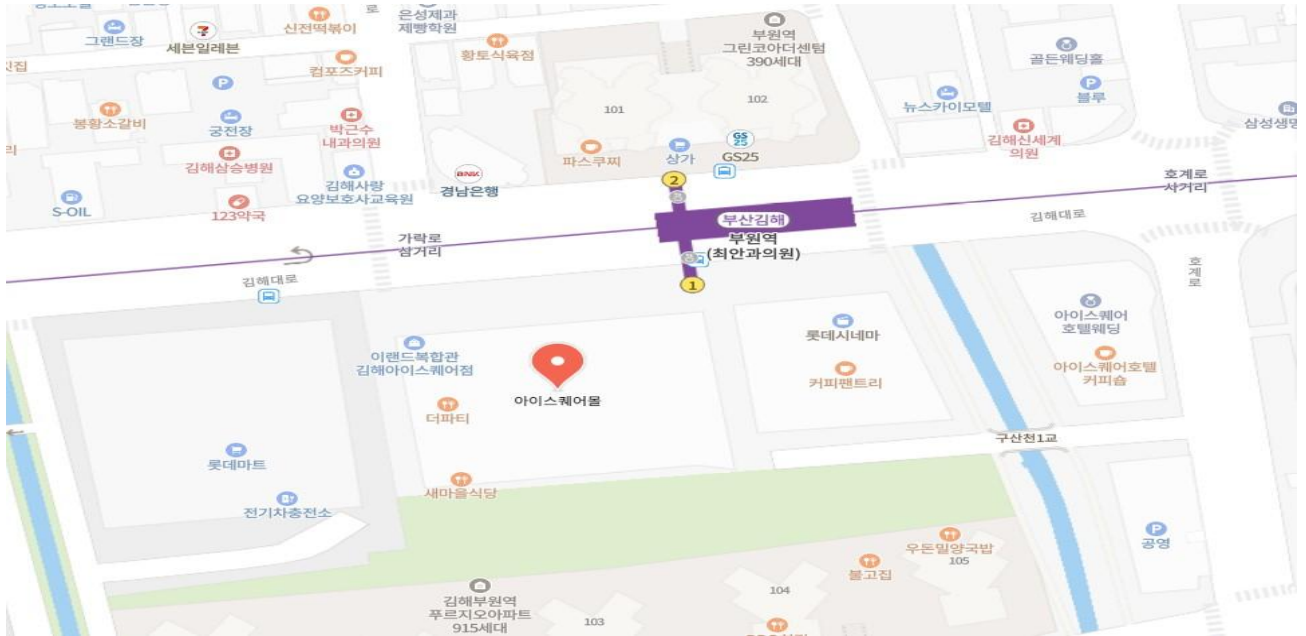 로
은성제과
제빵학원
신전떡볶이
그랜드장
세븐일레븐
황토식육점
컴포즈커피
부원역
그린코아더센텀
390세대
골든웨딩홀
P
블루
뉴스카이모텔
101
102
봉황소갈비
궁전장
박근수
내과의원
김해신세계
의원
삼성생명
리
김해삼승병원
파스쿠찌
상가
GS25
GS25
BNK
경남은행
김해사랑
요양보호사교육원
S-OIL
123약국
2
호계로
사거리
부산김해
김해대로
가락로
삼거리
부원역
(최안과의원)
김해대로
1
호계로
이랜드복합관
김해아이스퀘어점
롯데시네마
아이스퀘어
호텔웨딩
커피팬트리
아이스퀘어호텔
커피숍
아이스퀘어몰
더파티
구산천1교
롯데마트
새마을식당
전기차충전소
P
공영
우돈밀양국밥
105
불고집
104
김해부원역
푸르지오아파트
915세대
103